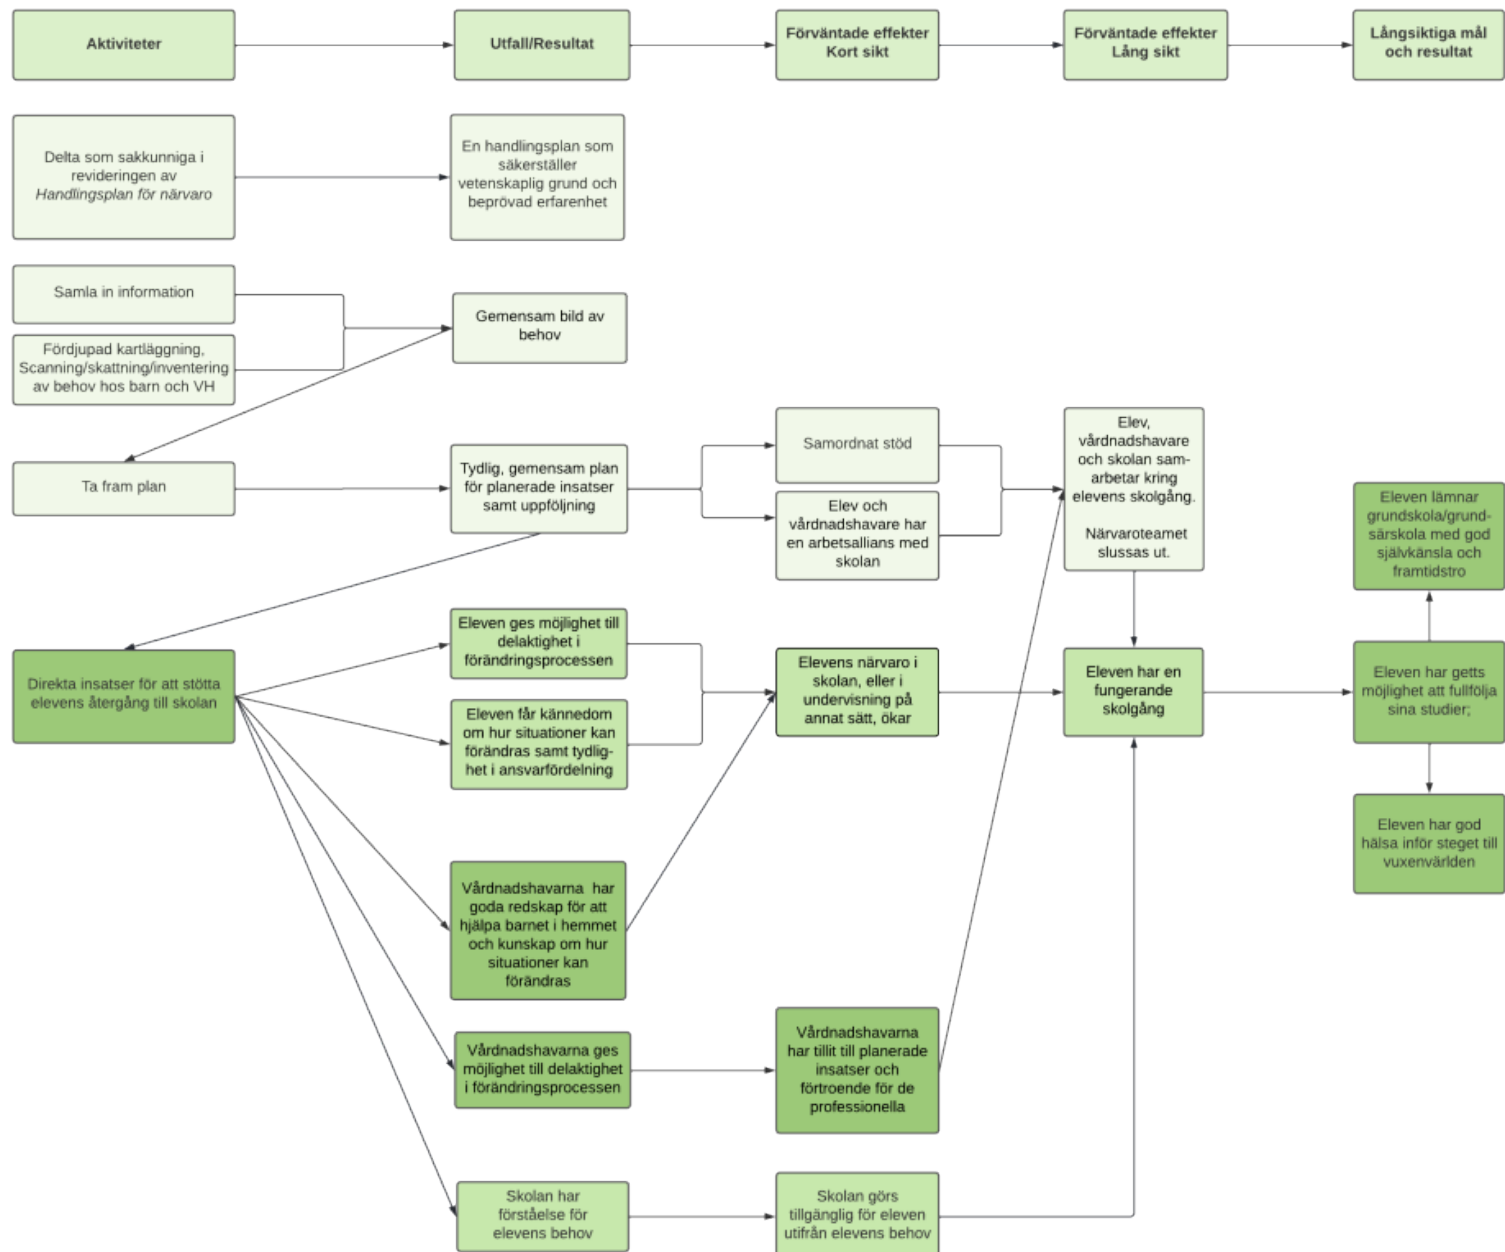 Aktiviteter
Utfall/Resultat
Förväntade effekter
Kort sikt
Förväntade effekter
Lång sikt
Långsiktiga mål
och resultat
Delta som sakkunniga i
revideringen av
Handlingsplan för närvaro
En handlingsplan som
säkerställer
vetenskaplig grund och
beprövad erfarenhet
Samla in information
Fördjupad kartläggning,
Scanning/skattning/inventering
av behov hos barn och VH
Gemensam bild av
behov
Ta fram plan
Tydlig, gemensam plan
för planerade insatser
samt uppföljning
Samordnat stöd
Elev och
vårdnadshavare har
en arbetsallians med
skolan
Elev,
vårdnadshavare
och skolan sam-
arbetar kring
elevens skolgång.
Närvaroteamet
slussas ut.
Eleven lämnar
grundskola/grund-
särskola med god
självkänsla och
framtidstro
Direkta insatser för att stötta
elevens återgång till skolan
Eleven ges möjlighet till
delaktighet i
förändringsprocessen
Eleven får kännedom
om hur situationer kan
förändras samt tydlig-
het i ansvarfördelning
Elevens närvaro i
skolan, eller i
undervisning på
annat sätt, ökar
Eleven har en
fungerande
skolgång
Eleven har getts
möjlighet att fullfölja
sina studier;
Eleven har god
hälsa inför steget till
vuxenvärlden
Vårdnadshavarna har
goda redskap för att
hjälpa barnet i hemmet
och kunskap om hur
situationer kan
förändras
Vårdnadshavarna ges
möjlighet till delaktighet
i förändringsprocessen
Vårdnadshavarna
har tillit till planerade
insatser och
förtroende för de
professionella
Skolan har
förståelse för
elevens behov
Skolan görs
tillgänglig för eleven
utifrån elevens behov